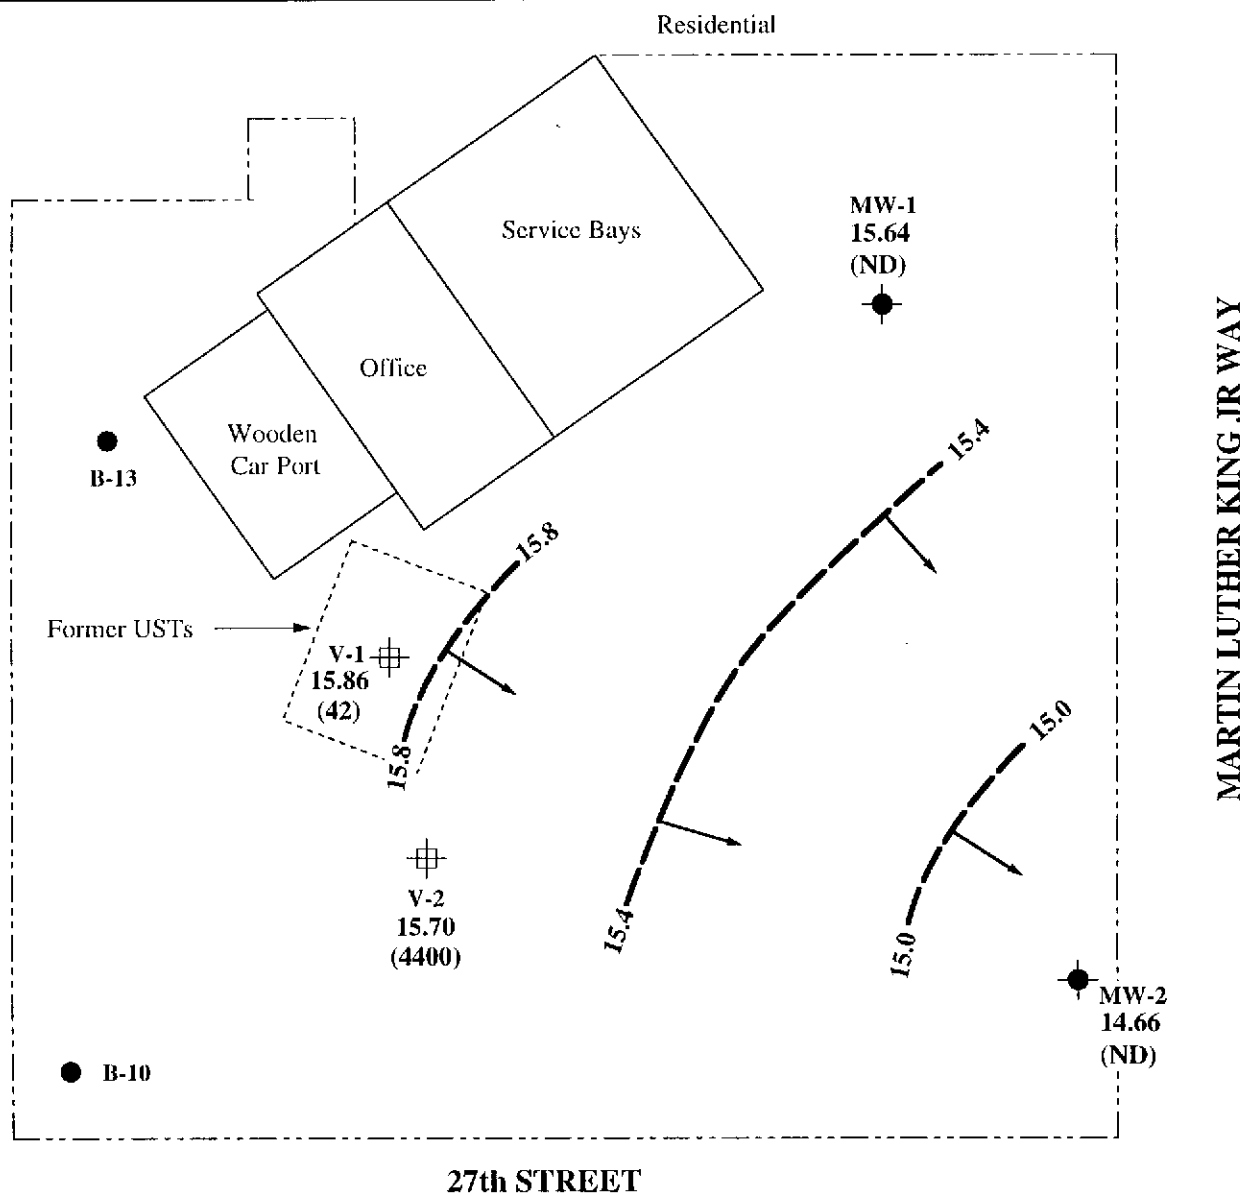 Residential
MW-1
15.64
(ND)
Service Bays
Office
Wooden
Car Port
B-13
15.4
15.8
Former USTs
V-1
15.86
(42)
15.8
15.0
V-2
15.70
(4400)
15.4
15.0
MW-2
14.66
(ND)
B-10
27th STREET
MARTIN LUTHER KING JR WAY